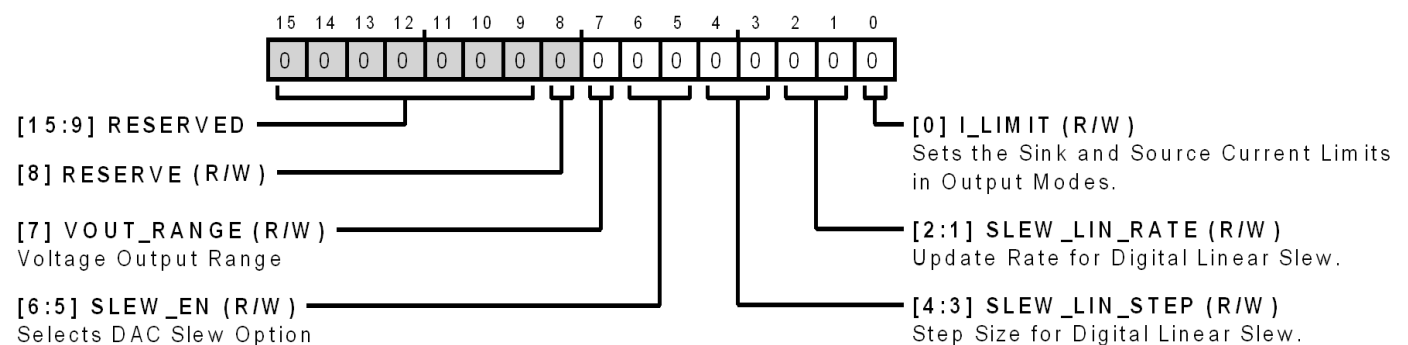 15 14 13 12 11 10 9 8 7 6 5 4 3 2 1 0
0 0 0 0 0 0 0 0 0 0 0 0 0 0 0 0
[15:9] RESERVED
[8] RESERVE (R/W)
[7] VOUT_RANGE (R/W)
Voltage Output Range
[6:5] SLEW_EN (R/W)
Selects DAC Slew Option
[0] I_LIMIT (R/W)
Sets the Sink and Source Current Limits
in Output Modes.
[2:1] SLEW_LIN_RATE (R/W)
Update Rate for Digital Linear Slew.
[4:3] SLEW_LIN_STEP (R/W)
Step Size for Digital Linear Slew.